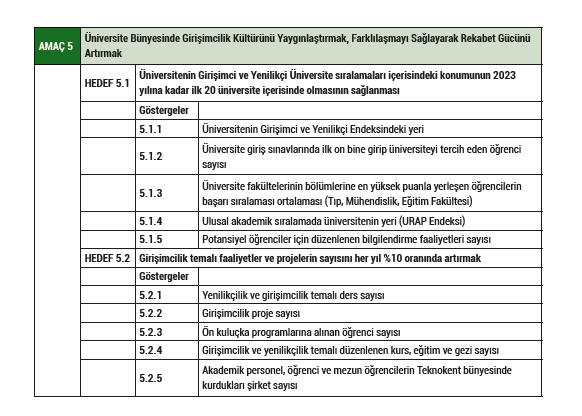 AMAÇ 5
Üniversite Bünyesinde Girişimcilik Kültürünü Yaygınlaştırmak, Farklılaşmayı Sağlayarak Rekabet Gücünü
Artırmak
HEDEF 5.1
Üniversitenin Girişimci ve Yenilikçi Üniversite sıralamaları içerisindeki konumunun 2023
yılına kadar ilk 20 üniversite içerisinde olmasının sağlanması
Göstergeler
5.1.1 Üniversitenin Girişimci ve Yenilikçi Endeksindeki yeri
5.1.2 Üniversite giriş sınavlarında ilk on bine girip üniversiteyi tercih eden öğrenci
sayısı
5.1.3 Üniversite fakültelerinin bölümlerine en yüksek puanla yerleşen öğrencilerin
başarı sıralaması ortalaması (Tıp, Mühendislik, Eğitim Fakültesi)
5.1.4 Ulusal akademik sıralamada üniversitenin yeri (URAP Endeksi)
5.1.5 Potansiyel öğrenciler için düzenlenen bilgilendirme faaliyetleri sayısı
HEDEF 5.2 Girişimcilik temalı faaliyetler ve projelerin sayısını her yıl %10 oranında artırmak
Göstergeler
5.2.1 Yenilikçilik ve girişimcilik temalı ders sayısı
5.2.2 Girişimcilik proje sayısı
5.2.3 Ön kuluçka programlarına alınan öğrenci sayısı
5.2.4 Girişimcilik ve yenilikçilik temalı düzenlenen kurs, eğitim ve gezi sayısı
5.2.5 Akademik personel, öğrenci ve mezun öğrencilerin Teknokent bünyesinde
kurdukları şirket sayısı